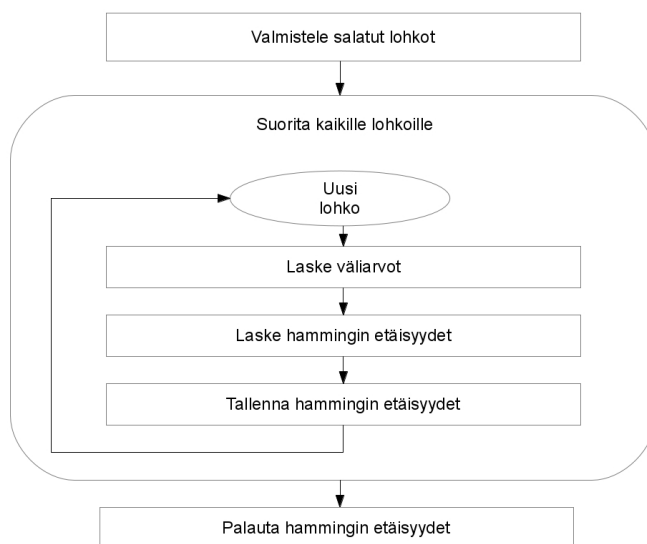 Valmistele salatut lohkot
Suorita kaikille lohkoille
Uusi
lohko
Laske väliarvot
Laske hammingin etäisyydet
Tallenna hammingin etäisyydet
Palauta hammingin etäisyydet